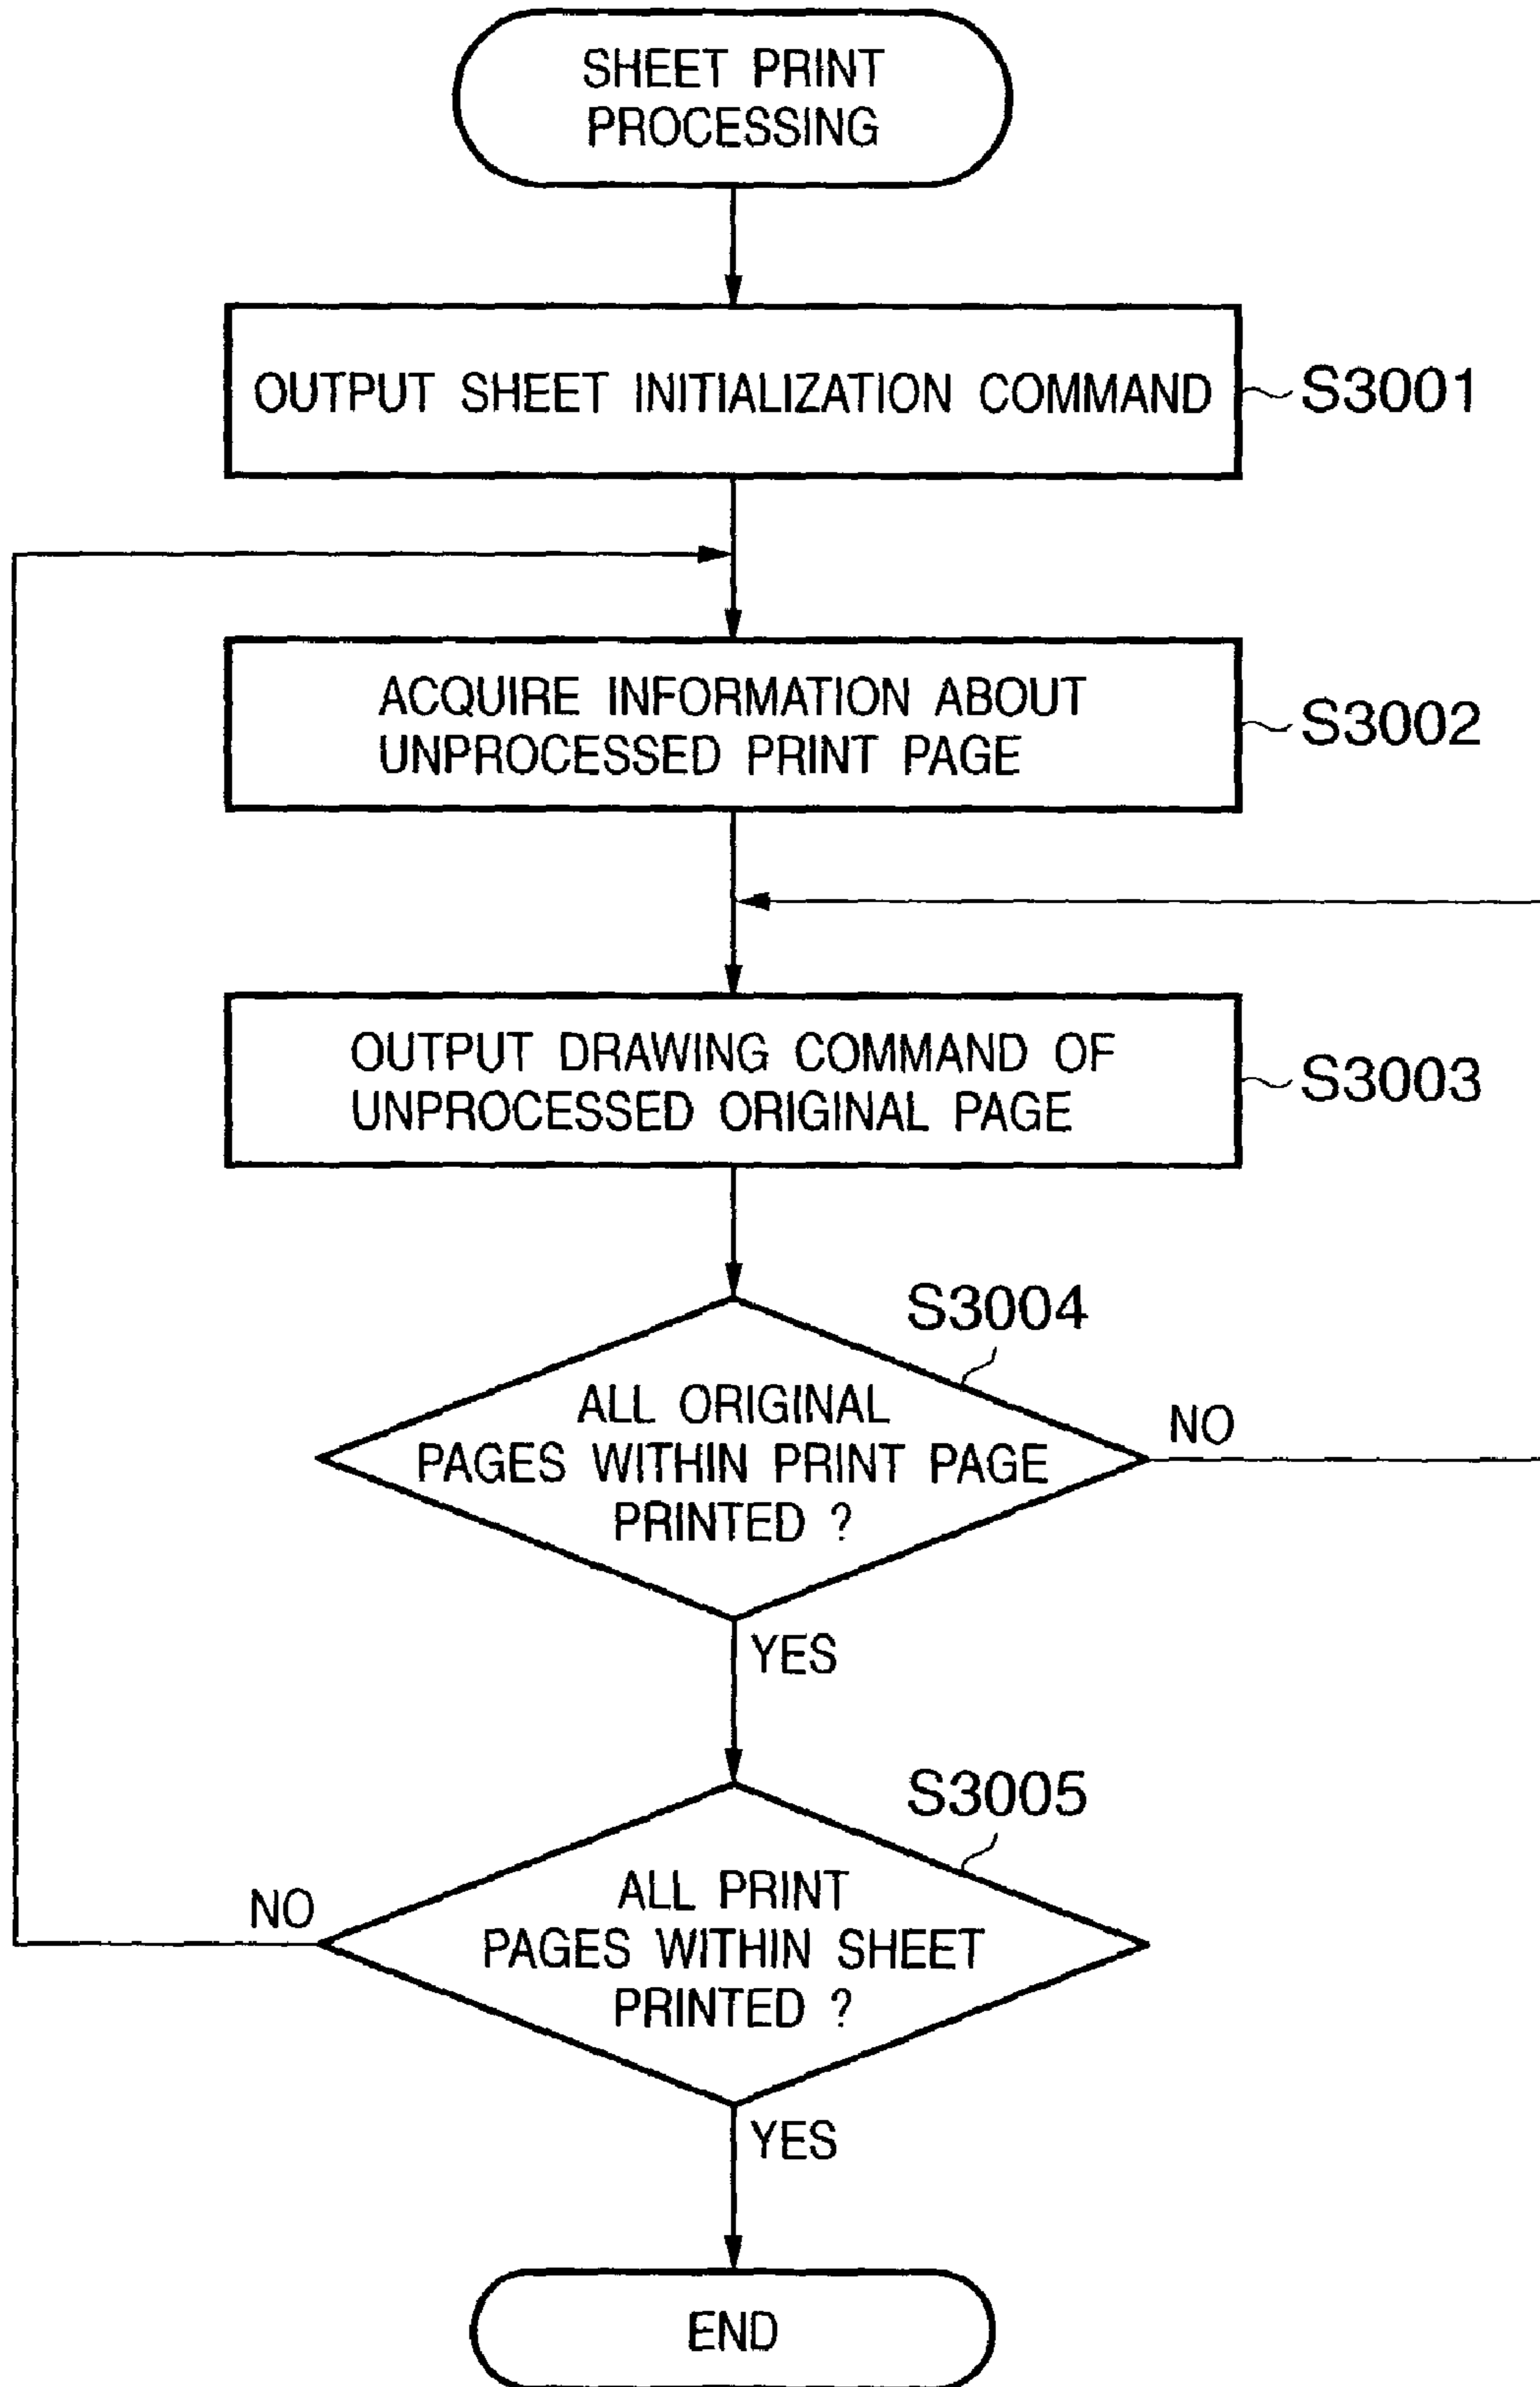 SHEET PRINT
PROCESSING
OUTPUT SHEET INITIALIZATION COMMAND
S3001
ACQUIRE INFORMATION ABOUT
UNPROCESSED PRINT PAGE
S3002
OUTPUT DRAWING COMMAND OF
UNPROCESSED ORIGINAL PAGE
S3003
S3004
ALL ORIGINAL
PAGES WITHIN PRINT PAGE
PRINTED ?
NO
YES
S3005
ALL PRINT
PAGES WITHIN SHEET
PRINTED ?
NO
YES
END